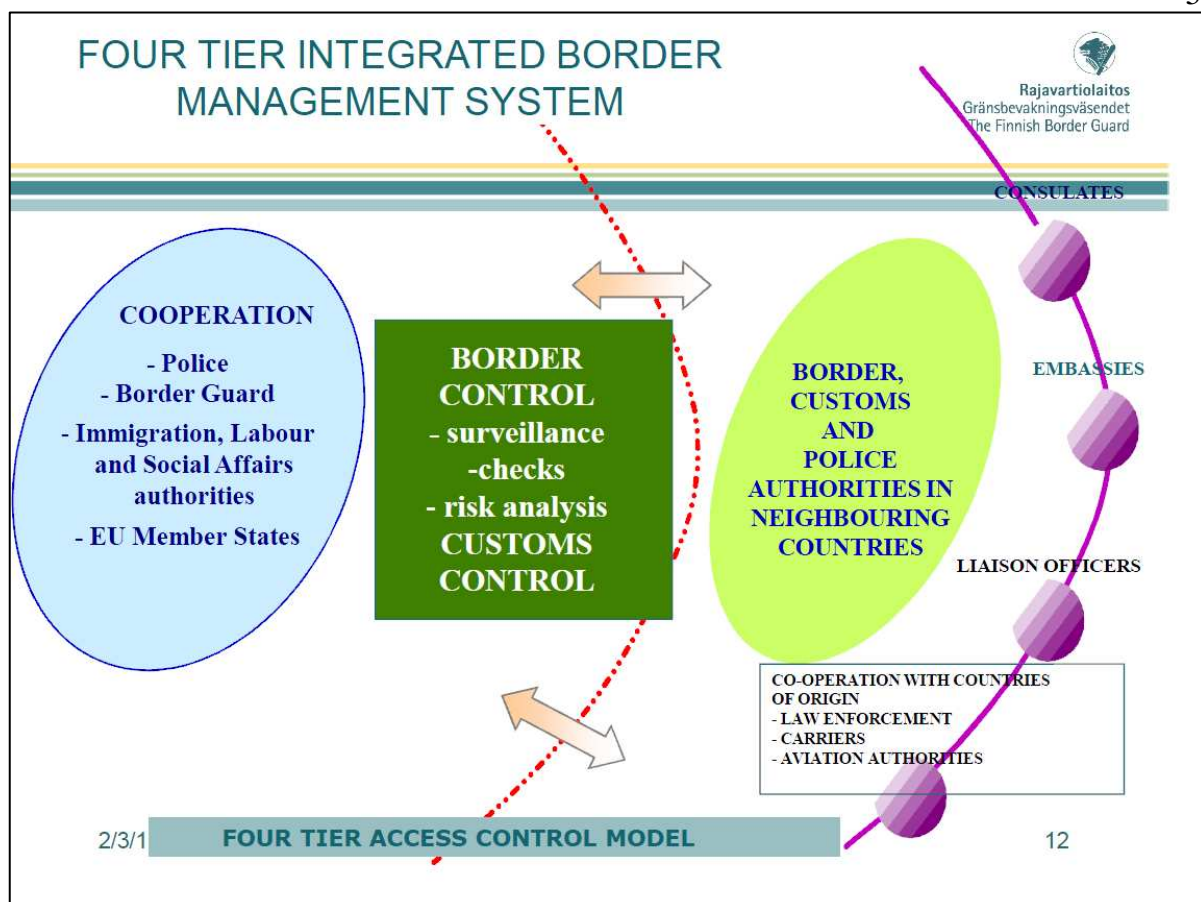 FOUR TIER INTEGRATED BORDER
MANAGEMENT SYSTEM
Rajavartiolaitos
Gränsbevakningsväsendet
The Finnish Border Guard
CONSULATES
COOPERATION
- Police
- Border Guard
- Immigration, Labour
and Social Affairs
authorities
- EU Member States
BORDER
CONTROL
- surveillance
-checks
- risk analysis
CUSTOMS
CONTROL
BORDER,
CUSTOMS
AND
POLICE
AUTHORITIES IN
NEIGHBOURING
COUNTRIES
EMBASSIES
LIAISON OFFICERS
CO-OPERATION WITH COUNTRIES
OF ORIGIN
- LAW ENFORCEMENT
- CARRIERS
- AVIATION AUTHORITIES
2/3/1
FOUR TIER ACCESS CONTROL MODEL
12